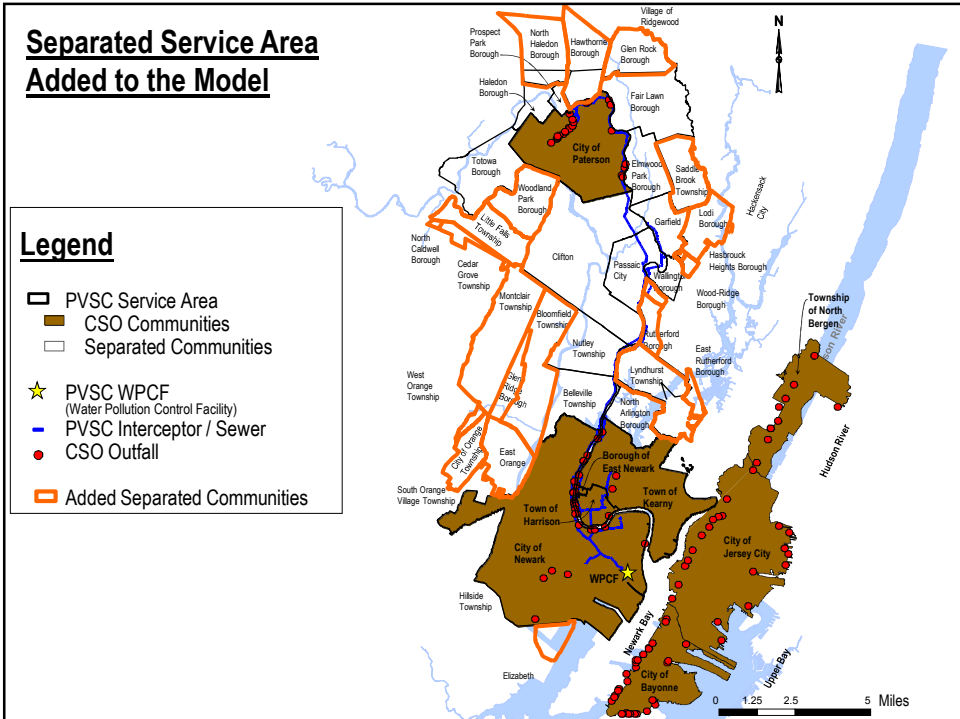 Separated Service Area
Added to the Model
Legend
PVSC Service Area
CSO Communities
Separated Communities
PVSC WPCF
(Water Pollution Control Facility)
PVSC Interceptor / Sewer
CSO Outfall
Added Separated Communities
Village of
Ridgewood
N
Prospect
Park
Borough
North
Haledon
Borough
Hawthorne
Borough
Glen Rock
Borough
Haledon
Borough
Fair Lawn
Borough
City of
Paterson
Totowa
Borough
Elmwood
Park
Borough
Saddle
Brook
Township
Woodland
Park
Borough
Hackensack
City
Little Falls
Township
Garfield
Lodi
Borough
North
Caldwell
Borough
Clifton
Hasbrouck
Heights Borough
Cedar
Grove
Township
Passaic
City
Wallington
Borough
Wood-Ridge
Borough
Montclair
Township
Bloomfield
Township
Township
of North
Bergen
Nutley
Township
Rutherford
Borough
East
Rutherford
Borough
son River
Lyndhurst
Township
West
Orange
Township
Glen
Ridge
Borough
Belleville
Township
North
Arlington
Borough
City of Orange
Township
East
Orange
Hudson River
Borough of
East Newark
South Orange
Village Township
Town of
Harrison
Town of
Kearny
City of
Newark
City of
Jersey City
WPCF
Hillside
Township
Newark Bay
Upper Bay
Elizabeth
City of
Bayonne
0 1.25 2.5 5 Miles